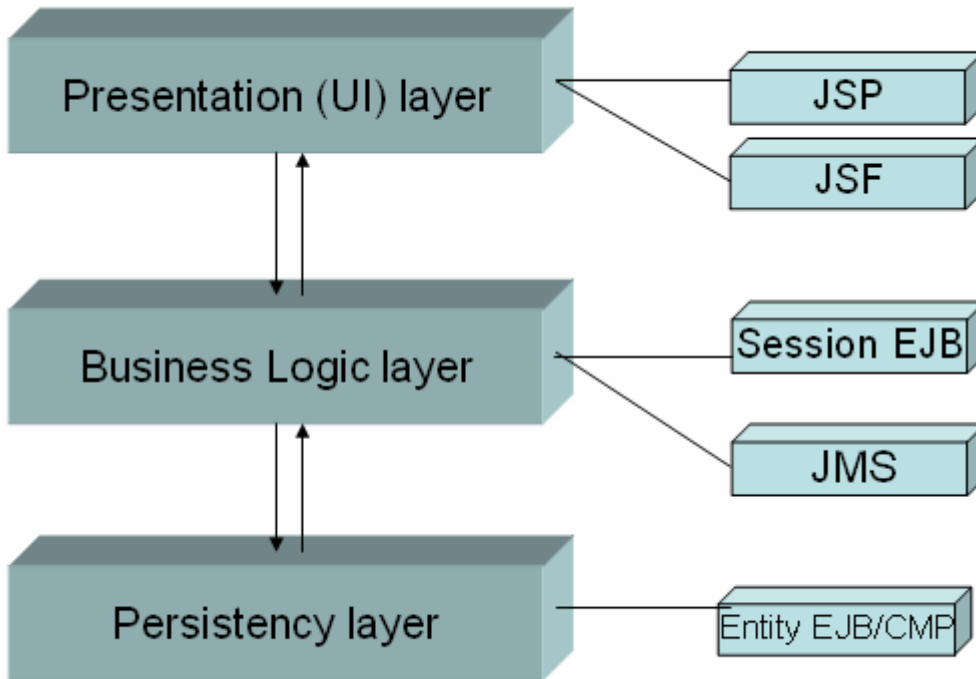 Presentation (UI) layer
JSP
JSF
Business Logic layer
Session EJB
JMS
Persistency layer
Entity EJB/CMP